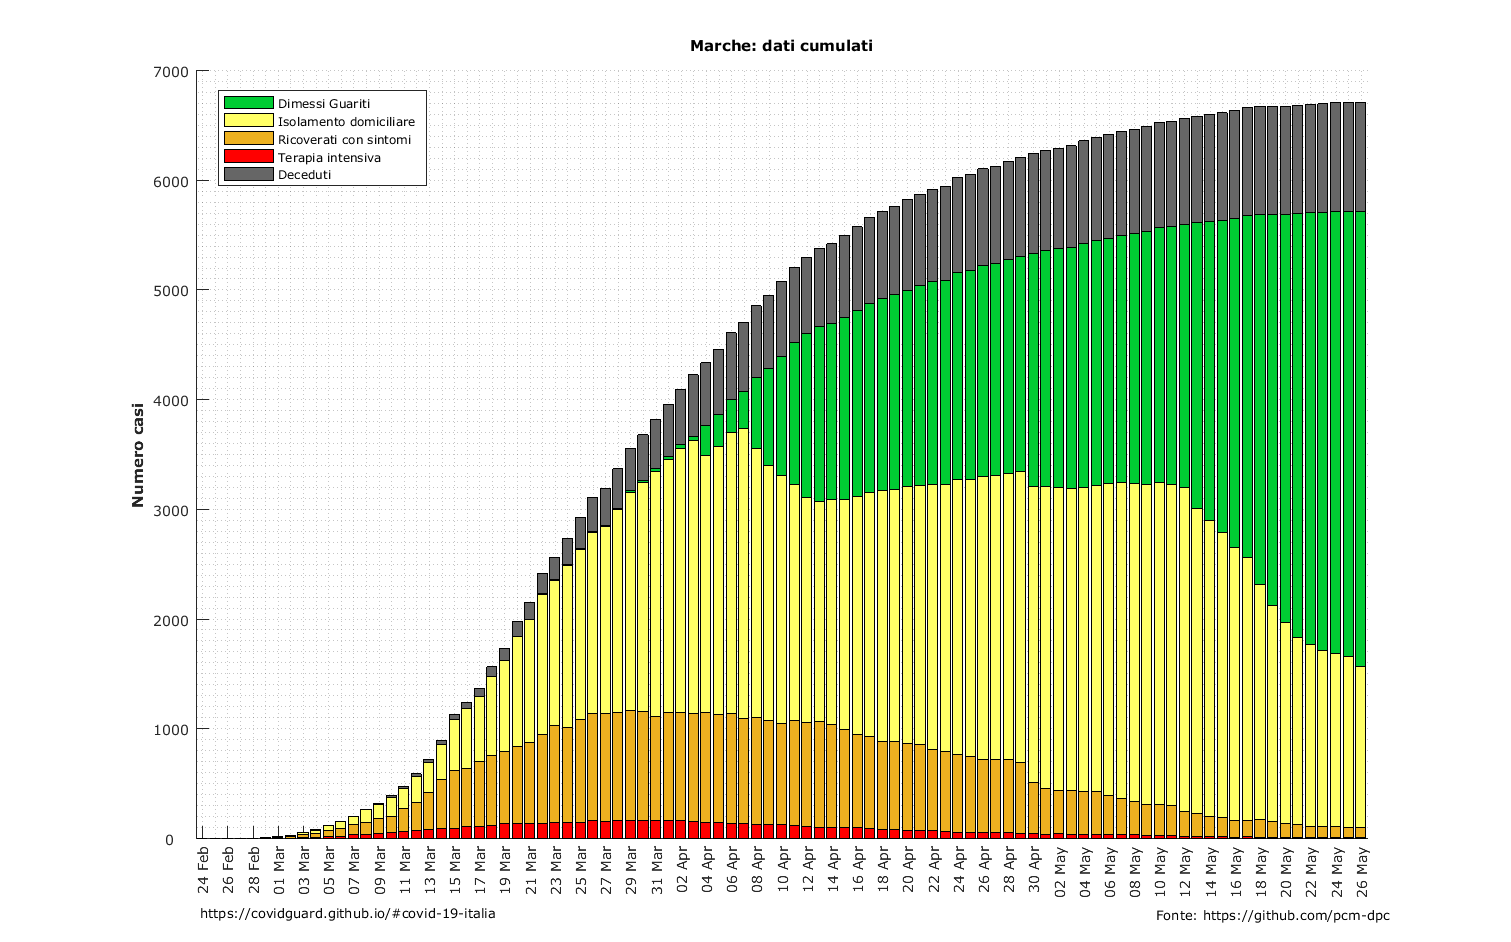 Marche: dati cumulati
7000
6000
5000
4000
3000
2000
1000
0
Numero casi
Dimessi Guariti
Isolamento domiciliare
Ricoverati con sintomi
Terapia intensiva
Deceduti
24 Feb
26 Feb
28 Feb
01 Mar
03 Mar
05 Mar
07 Mar
09 Mar
11 Mar
13 Mar
15 Mar
17 Mar
19 Mar
21 Mar
23 Mar
25 Mar
27 Mar
29 Mar
31 Mar
02 Apr
04 Apr
06 Apr
08 Apr
10 Apr
12 Apr
14 Apr
16 Apr
18 Apr
20 Apr
22 Apr
24 Apr
26 Apr
28 Apr
30 Apr
02 May
04 May
06 May
08 May
10 May
12 May
14 May
16 May
18 May
20 May
22 May
24 May
26 May
https://covidguard.github.io/#covid-19-italia
Fonte: https://github.com/pcm-dpc